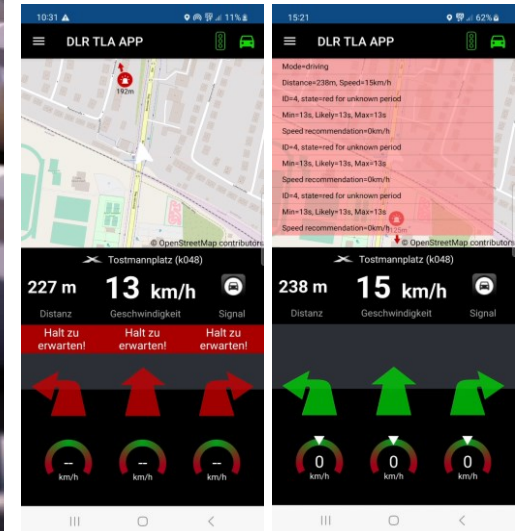 10:31
11%
DLR TLA APP
192m
© OpenStreetMap contributors
Tostmannplatz (k048)
227 m
13 km/h
Distanz
Geschwindigkeit
Signal
Halt zu erwarten!
Halt zu erwarten!
Halt zu erwarten!
--
km/h
--
km/h
--
km/h
15:21
62%
DLR TLA APP
Mode=driving
Distance=238m, Speed=15km/h
ID=4, state=red for unknown period
Min=13s, Likely=13s, Max=13s
Speed recommendation=0km/h
ID=4, state=red for unknown period
Min=13s, Likely=13s, Max=13s
Speed recommendation=0km/h
ID=4, state=red for unknown period
Min=13s, Likely=13s, Max=13s
Speed recommendation=0km/h
125m
© OpenStreetMap contributors
Tostmannplatz (k048)
238 m
15 km/h
Distanz
Geschwindigkeit
Signal
0
km/h
0
km/h
0
km/h